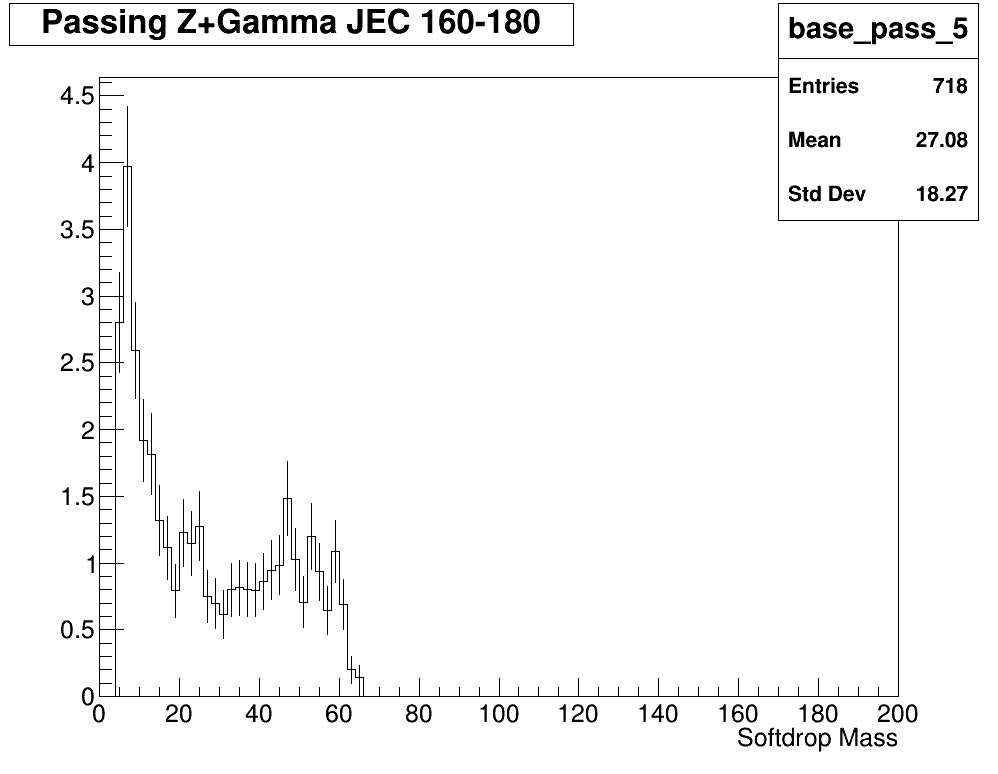 Passing Z+Gamma JEC 160-180
base_pass_5
Entries 718
Mean 27.08
Std Dev 18.27
4.5
4
3.5
3
2.5
2
1.5
1
0.5
0
0 20 40 60 80 100 120 140 160 180 200
Softdrop Mass